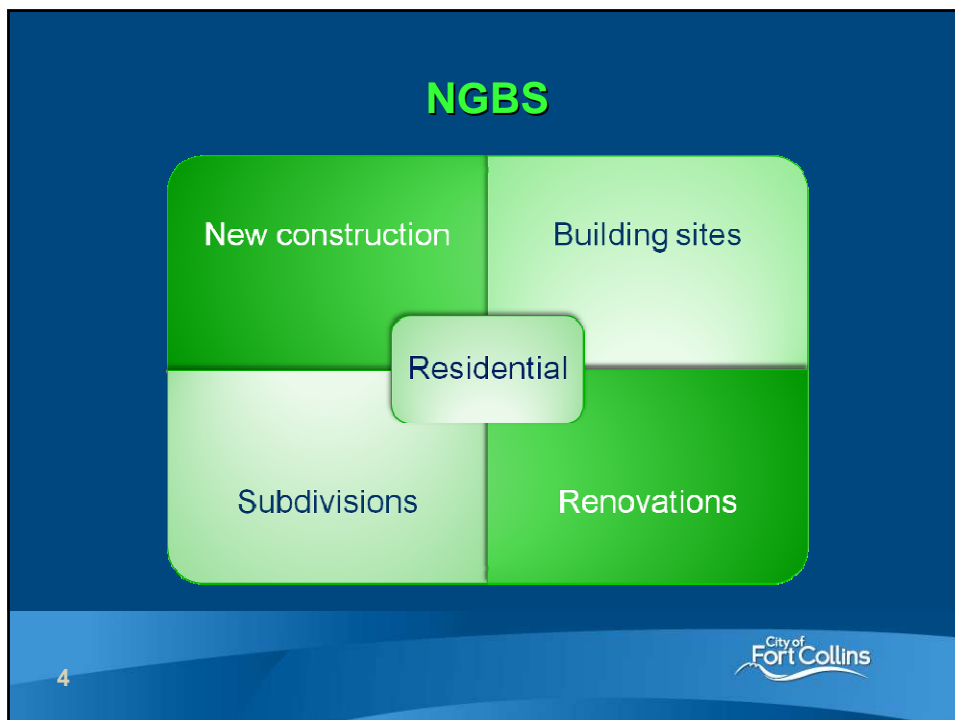 NGBS
New construction
Building sites
Residential
Subdivisions
Renovations
4
City of
Fort Collins